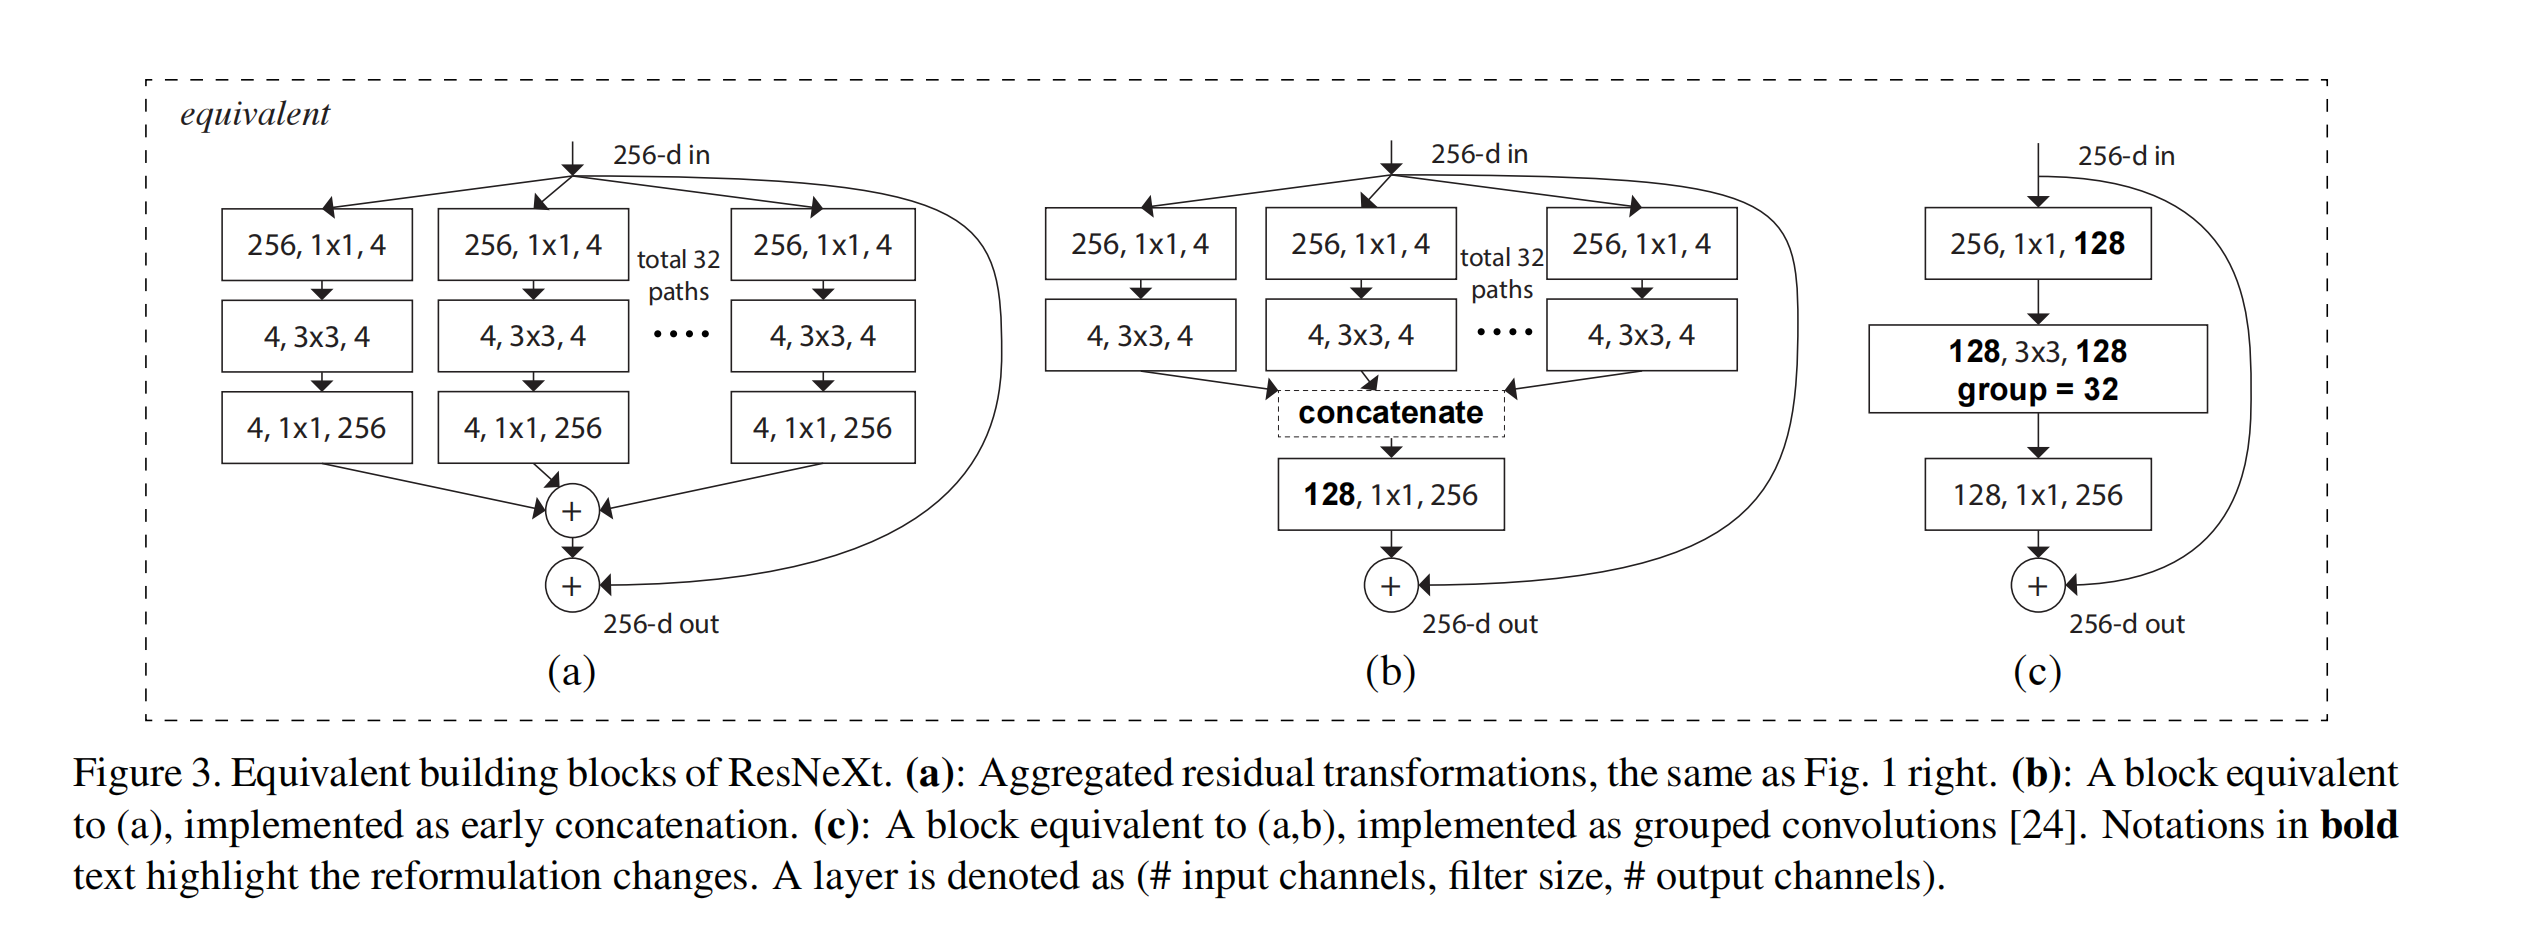 equivalent
256-d in
256, 1x1, 4
256, 1x1, 4
total 32
paths
256, 1x1, 4
4, 3x3, 4
4, 3x3, 4
....
4, 3x3, 4
4, 1x1, 256
4, 1x1, 256
4, 1x1, 256
+
+
256-d out
(a)
256-d in
256, 1x1, 4
256, 1x1, 4
total 32
paths
256, 1x1, 4
4, 3x3, 4
4, 3x3, 4
....
4, 3x3, 4
concatenate
128, 1x1, 256
+
256-d out
(b)
256-d in
256, 1x1, 128
128, 3x3, 128
group = 32
128, 1x1, 256
+
256-d out
(c)
Figure 3. Equivalent building blocks of ResNeXt. (a): Aggregated residual transformations, the same as Fig. 1 right. (b): A block equivalent
to (a), implemented as early concatenation. (c): A block equivalent to (a,b), implemented as grouped convolutions [24]. Notations in bold
text highlight the reformulation changes. A layer is denoted as (# input channels, filter size, # output channels).